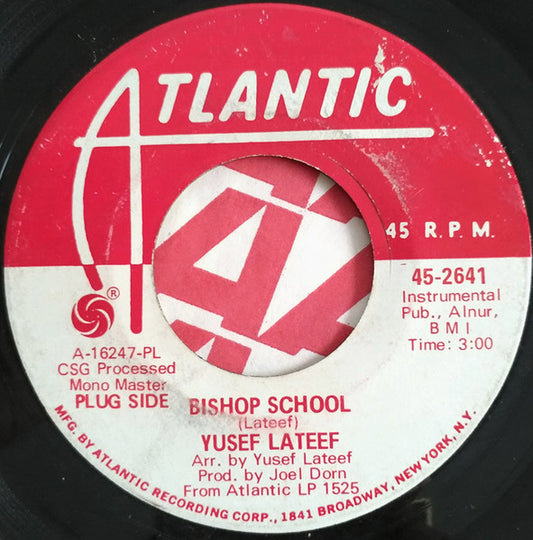 ATLANTIC
45 R.P.M.
45-2641
Instrumental
Pub., Alnur,
B M I
Time: 3:00
®
A-16247-PL
CSG Processed
Mono Master
PLUG SIDE
BISHOP SCHOOL
(Lateef)
YUSEF LATEEF
Arr. by Yusef Lateef
Prod. by Joel Dorn
From Atlantic LP 1525
MFG. BY ATLANTIC RECORDING CORP., 1841 BROADWAY, NEW YORK, N.Y.